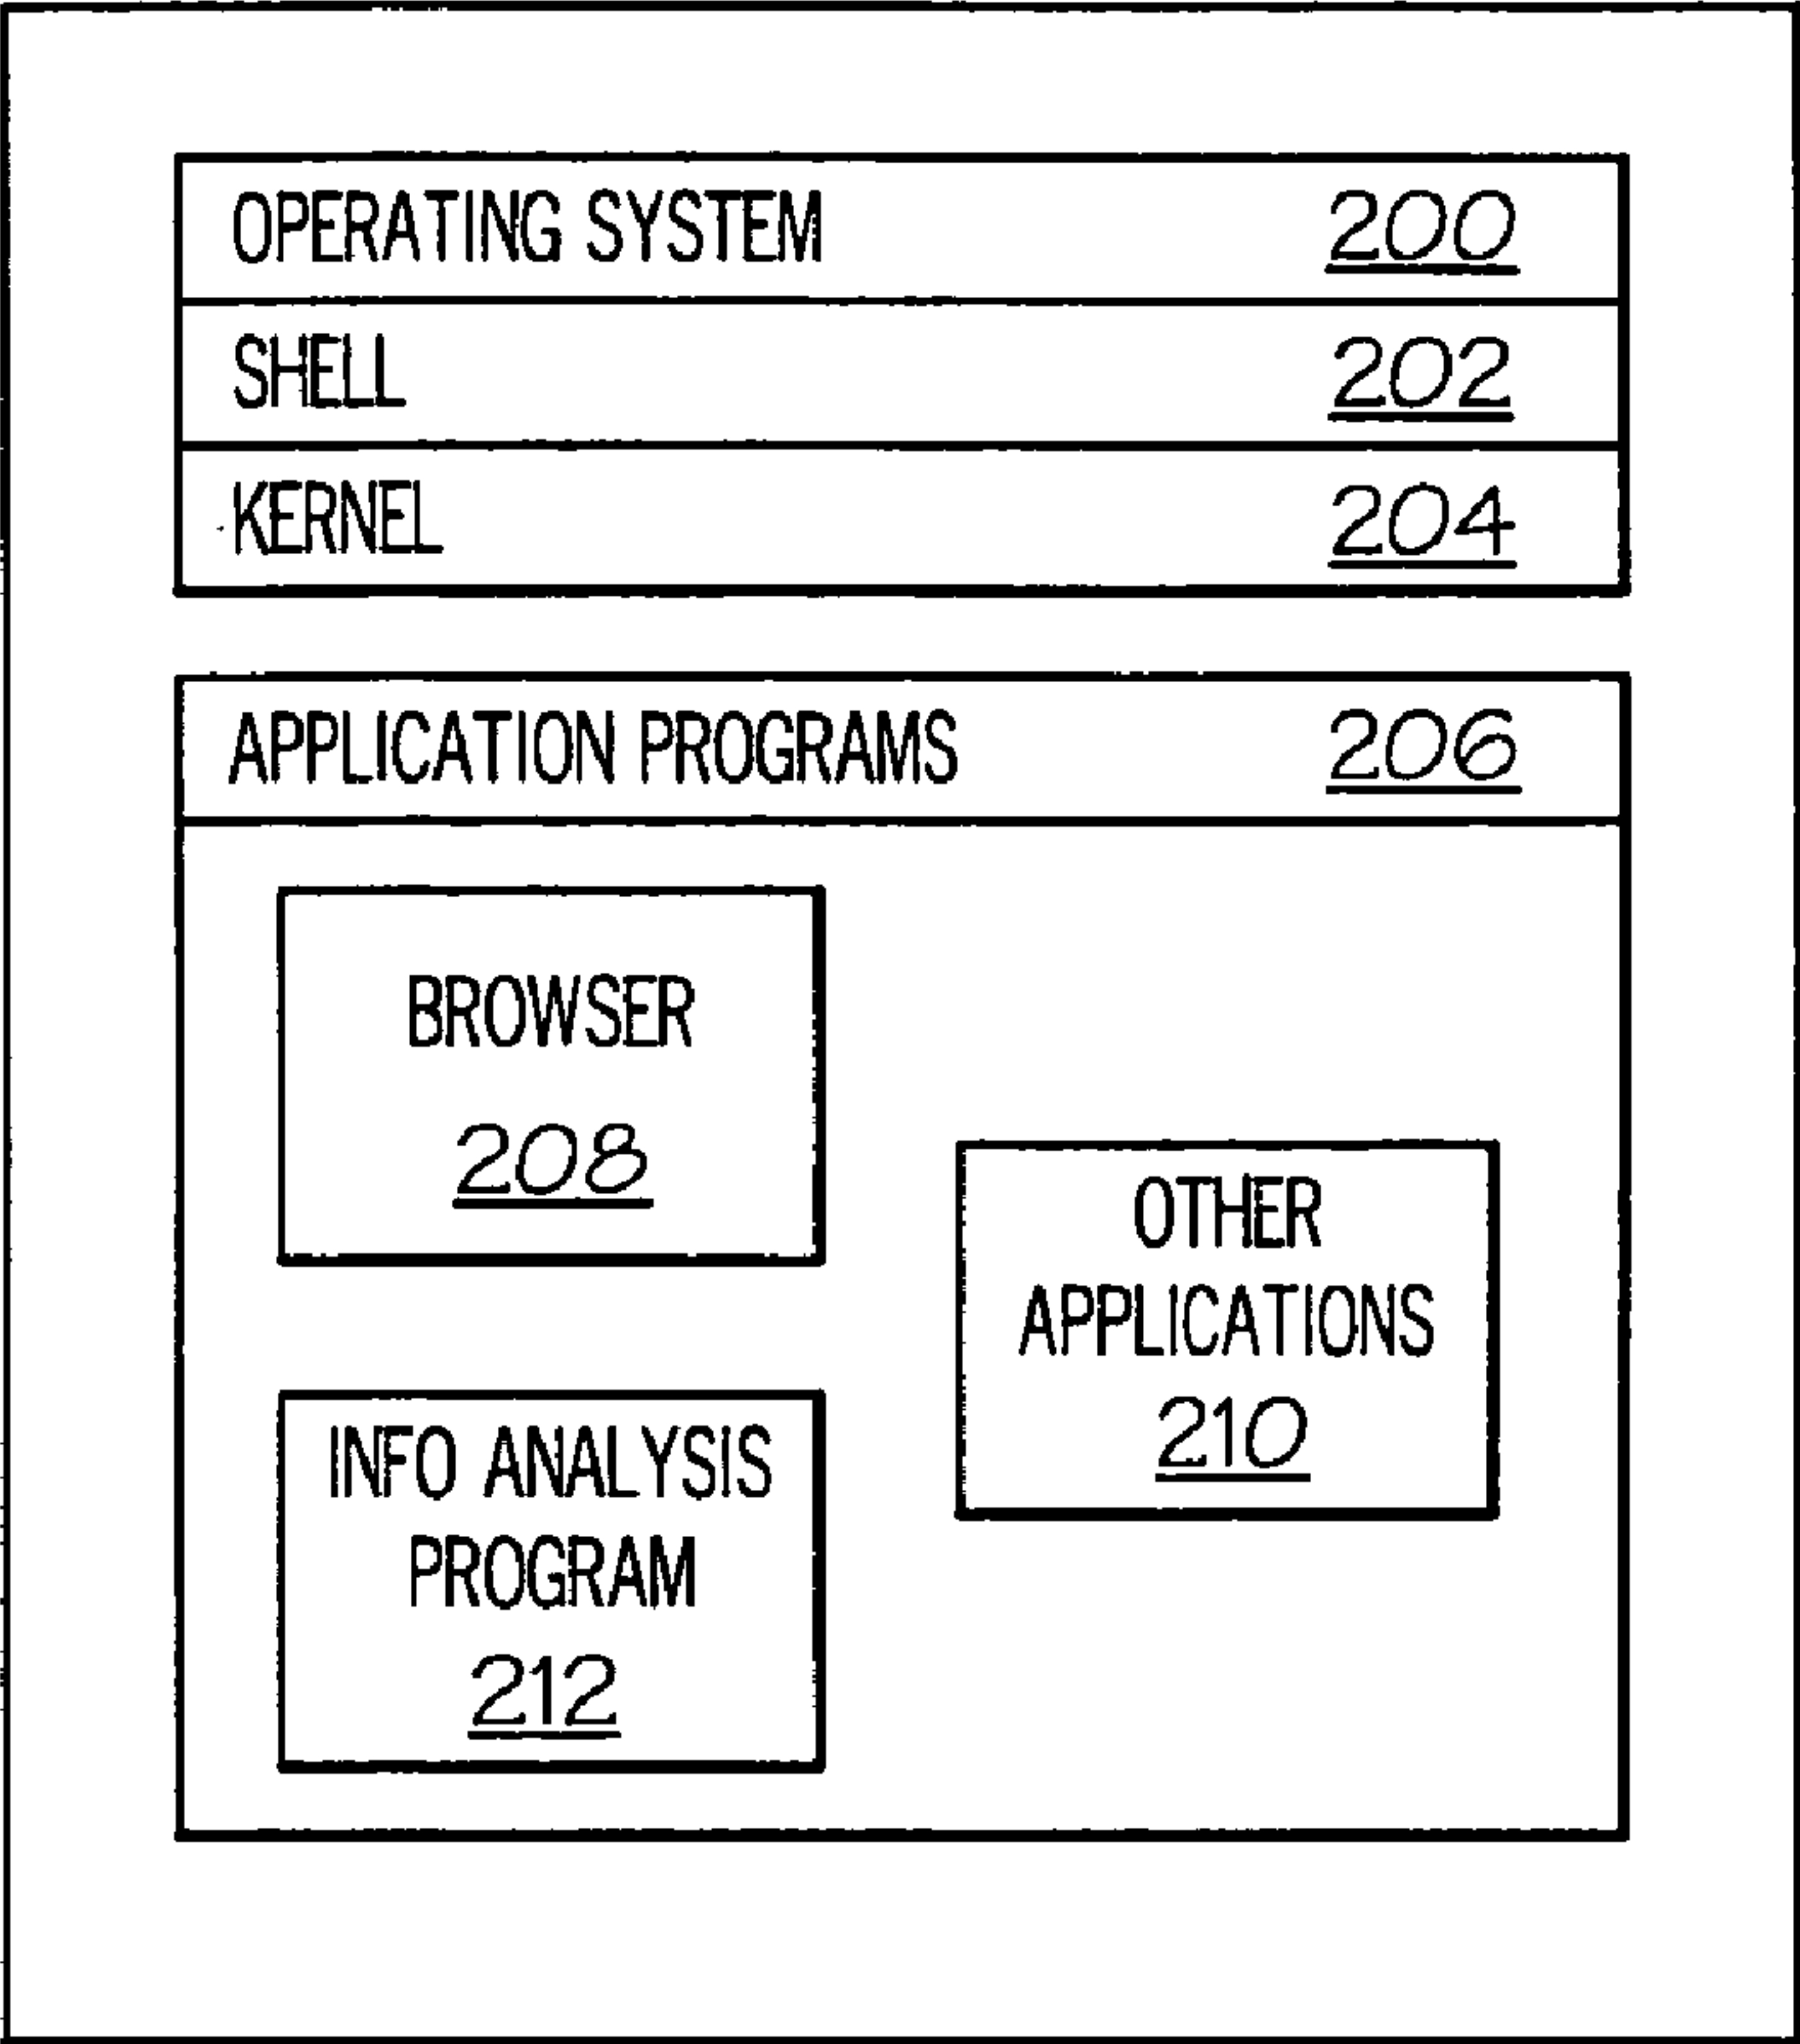 OPERATING SYSTEM 200
SHELL 202
KERNEL 204
APPLICATION PROGRAMS 206
BROWSER
208
OTHER
APPLICATIONS
210
INFO ANALYSIS
PROGRAM
212